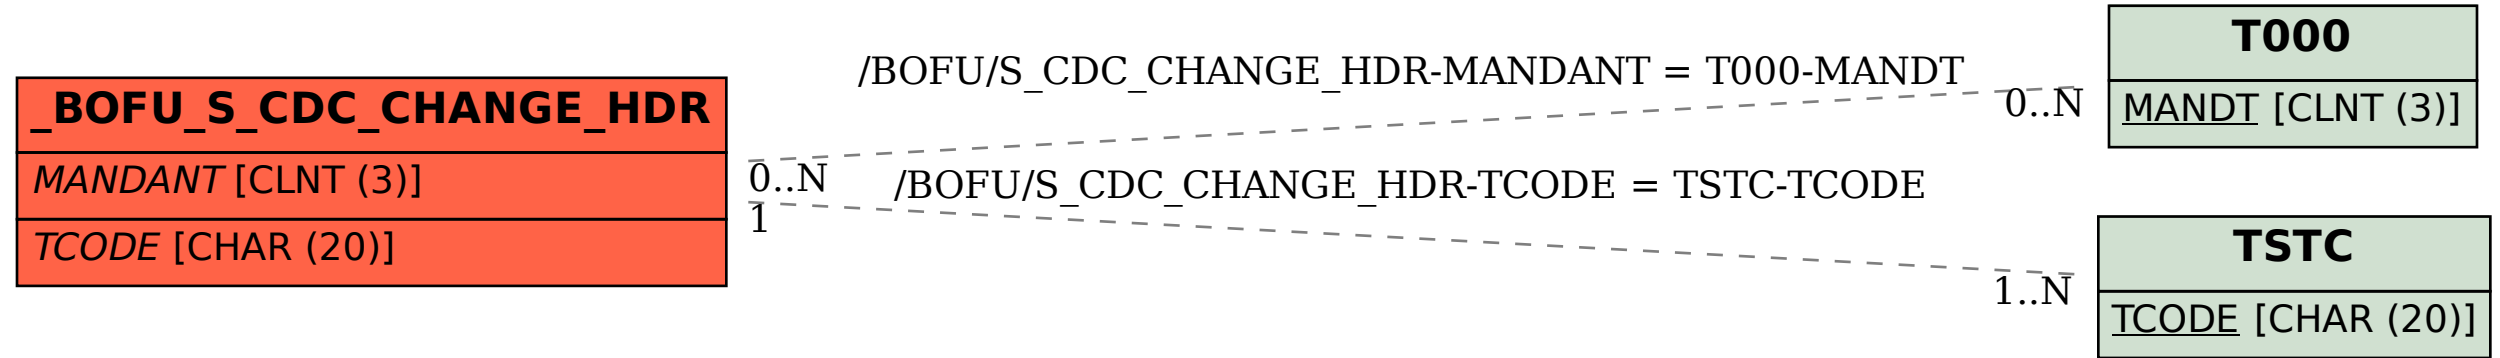 _BOFU_S_CDC_CHANGE_HDR
MANDANT [CLNT (3)]
TCODE [CHAR (20)]
/BOFU/S_CDC_CHANGE_HDR-MANDANT = T000-MANDT
0..N
0..N
/BOFU/S_CDC_CHANGE_HDR-TCODE = TSTC-TCODE
1
1..N
T000
MANDT [CLNT (3)]
TSTC
TCODE [CHAR (20)]